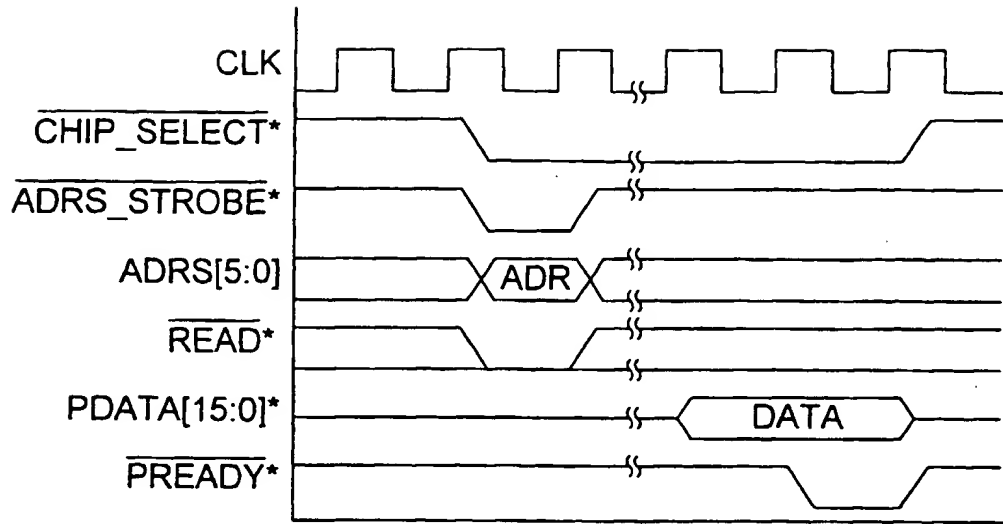 CLK
CHIP_SELECT*
ADRS_STROBE*
ADRS[5:0] ADR
READ*
PDATA[15:0]* DATA
PREADY*